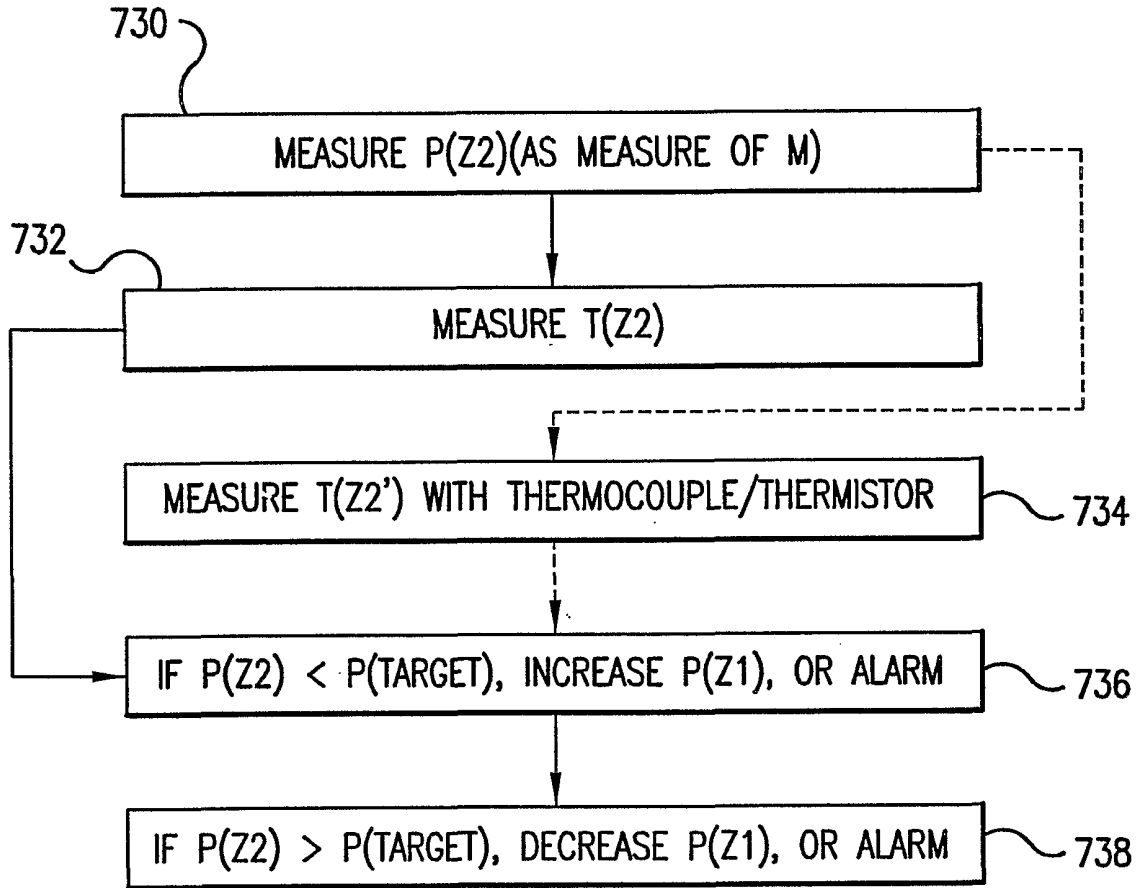 730
MEASURE P(Z2)(AS MEASURE OF M)
732
MEASURE T(Z2)
MEASURE T(Z2') WITH THERMOCOUPLE/THERMISTOR
734
IF P(Z2) < P(TARGET), INCREASE P(Z1), OR ALARM
736
IF P(Z2) > P(TARGET), DECREASE P(Z1), OR ALARM
738